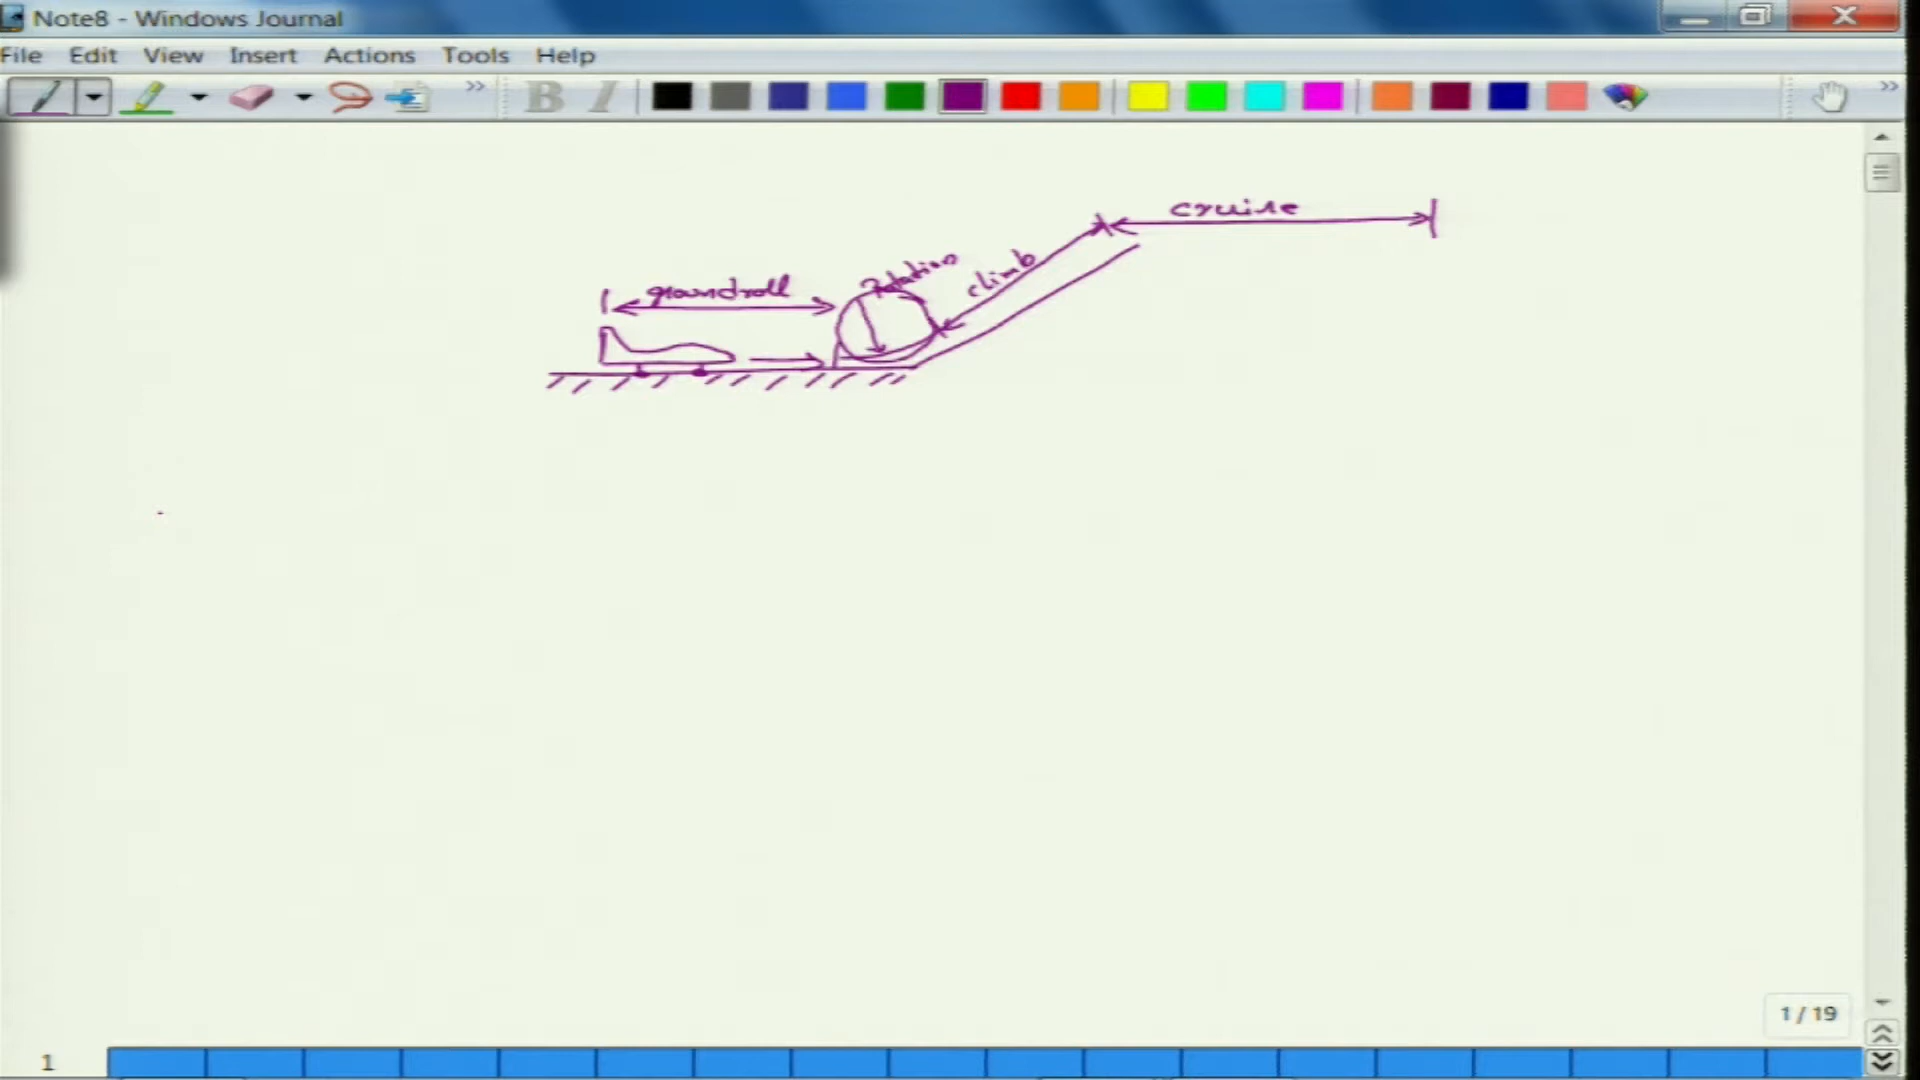 Note8 - Windows Journal
File Edit View Insert Actions Tools Help
B I
cruise
groundroll
Rotation
climb
1 / 19
1